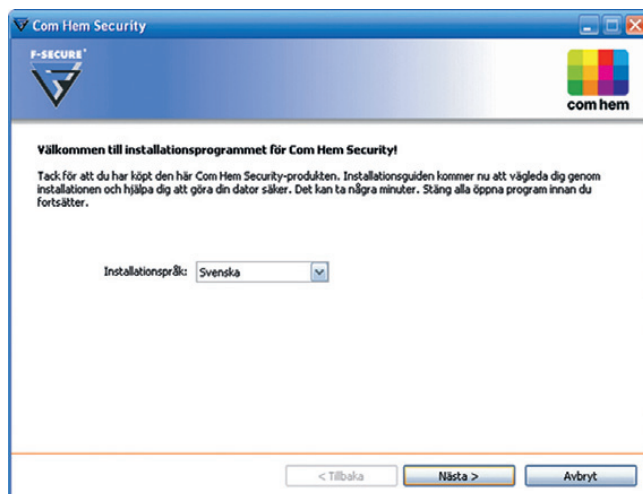 Com Hem Security
F-SECURE
com hem
Välkommen till installationsprogrammet för Com Hem Security!
Tack för att du har köpt den här Com Hem Security-produkten. Installationsguiden kommer nu att vägleda dig genom
installationen och hjälpa dig att göra din dator säker. Det kan ta några minuter. Stäng alla öppna program innan du
fortsätter.
Installationspråk: Svenska
< Tillbaka Nästa > Avbryt